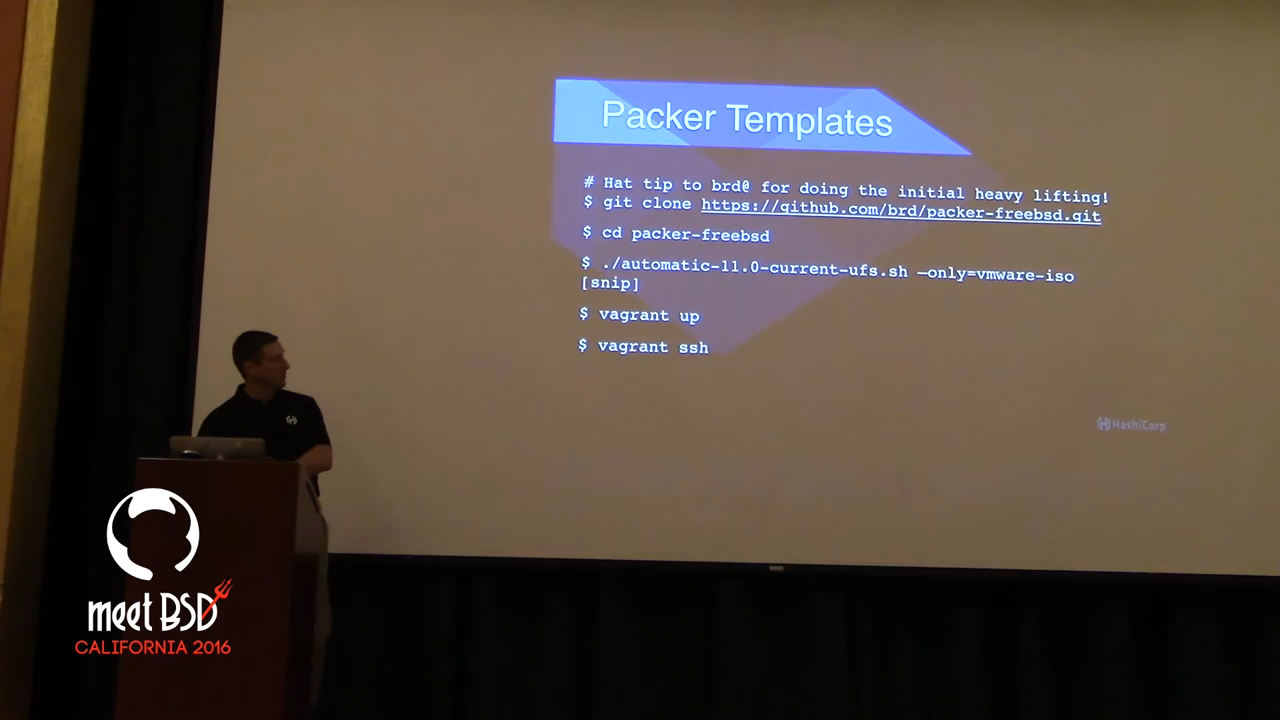 Packer Templates
# Hat tip to brd@ for doing the initial heavy lifting!
$ git clone https://github.com/brd/packer-freebsd.git
$ cd packer-freebsd
$ ./automatic-11.0-current-ufs.sh —only=vmware-iso
[snip]
$ vagrant up
$ vagrant ssh
HashiCorp
meet BSD
CALIFORNIA 2016